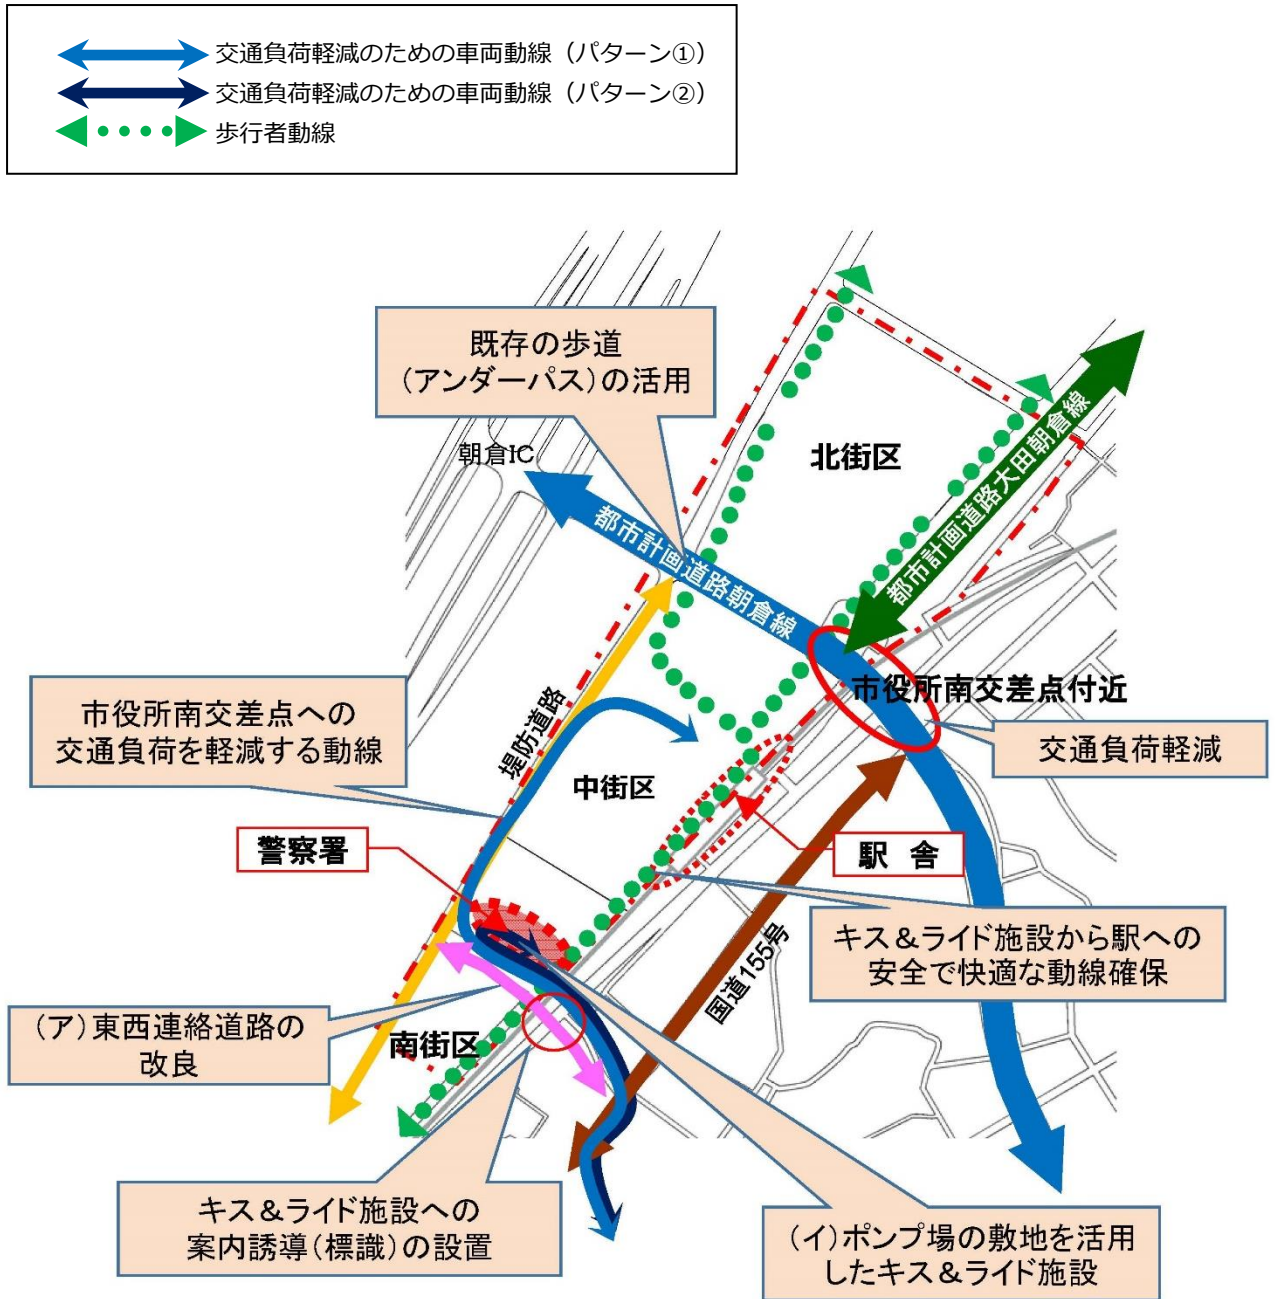 交通負荷軽減のための車両動線（パターン①）
交通負荷軽減のための車両動線（パターン②）
歩行者動線
既存の歩道
（アンダーパス）の活用
朝倉IC
北街区
都市計画道路大田朝倉線
都市計画道路朝倉線
市役所南交差点付近
交通負荷軽減
市役所南交差点への
交通負荷を軽減する動線
堤防道路
中街区
警察署
駅 舎
キス＆ライド施設から駅への
安全で快適な動線確保
国道155号
（ア）東西連絡道路の
改良
南街区
キス＆ライド施設への
案内誘導（標識）の設置
（イ）ポンプ場の敷地を活用
したキス＆ライド施設